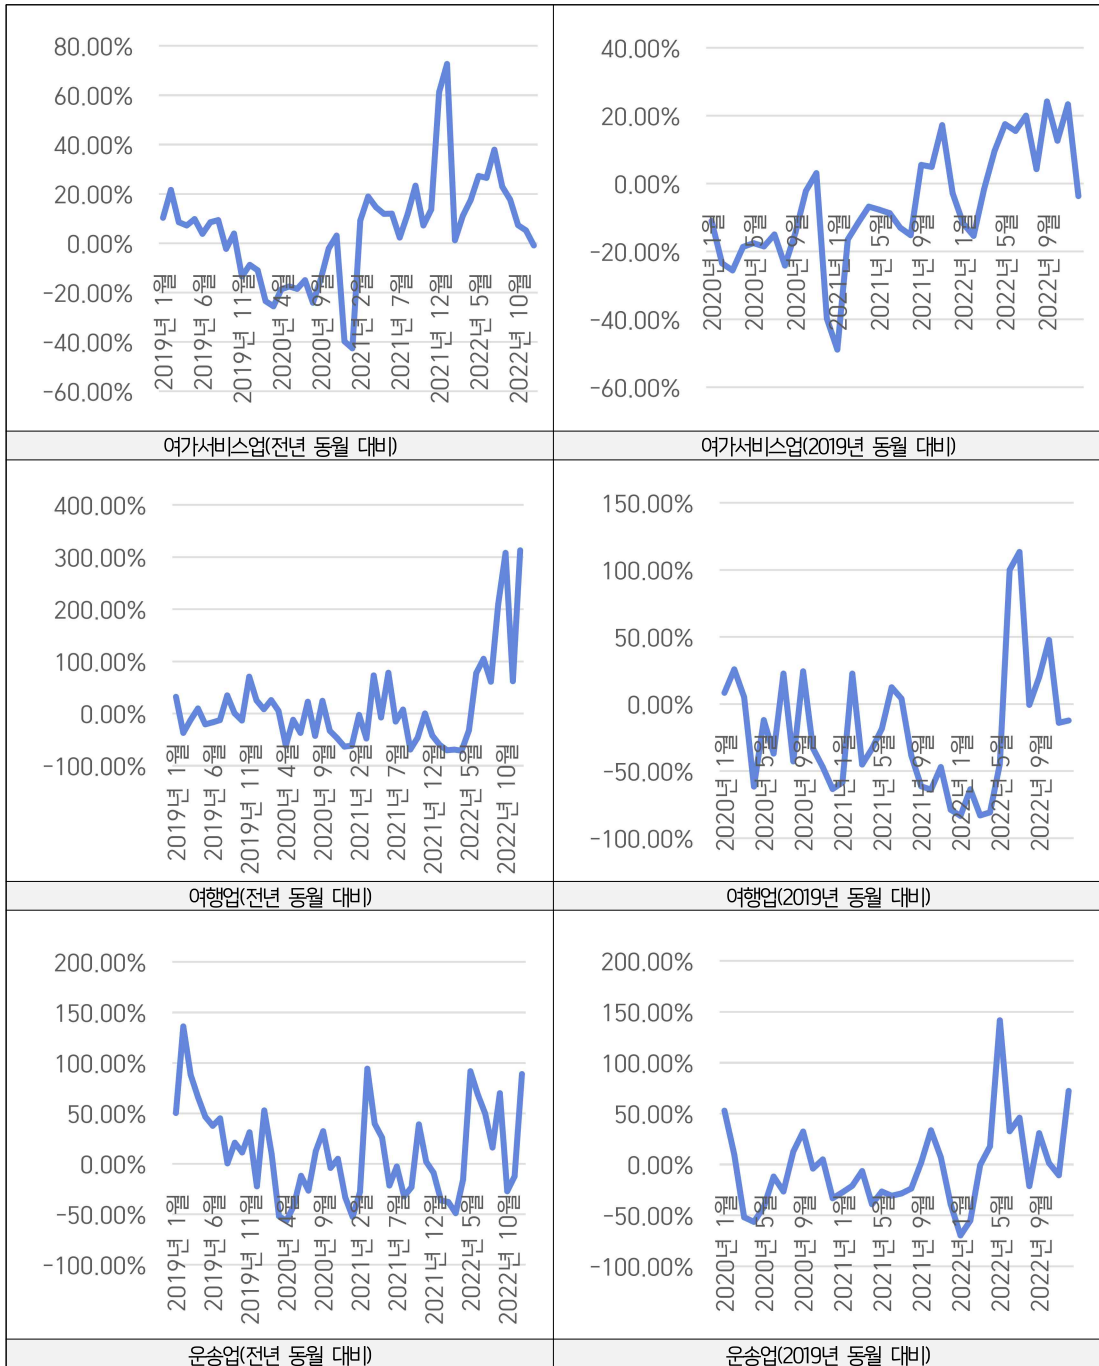 80.00%
60.00%
40.00%
20.00%
0.00%
-20.00%
-40.00%
-60.00%
2019년 1월
2019년 6월
2019년 11월
2020년 4월
2020년 9월
2021년 2월
2021년 7월
2021년 12월
2022년 5월
2022년 10월
40.00%
20.00%
0.00%
-20.00%
-40.00%
-60.00%
2020년 1월
2020년 5월
2020년 9월
2021년 1월
2021년 5월
2021년 9월
2022년 1월
2022년 5월
2022년 9월
여가서비스업(전년 동월 대비)
여가서비스업(2019년 동월 대비)
400.00%
300.00%
200.00%
100.00%
0.00%
-100.00%
2019년 1월
2019년 6월
2019년 11월
2020년 4월
2020년 9월
2021년 2월
2021년 7월
2021년 12월
2022년 5월
2022년 10월
150.00%
100.00%
50.00%
0.00%
-50.00%
-100.00%
2020년 1월
2020년 5월
2020년 9월
2021년 1월
2021년 5월
2021년 9월
2022년 1월
2022년 5월
2022년 9월
여행업(전년 동월 대비)
여행업(2019년 동월 대비)
200.00%
150.00%
100.00%
50.00%
0.00%
-50.00%
-100.00%
2019년 1월
2019년 6월
2019년 11월
2020년 4월
2020년 9월
2021년 2월
2021년 7월
2021년 12월
2022년 5월
2022년 10월
200.00%
150.00%
100.00%
50.00%
0.00%
-50.00%
-100.00%
2020년 1월
2020년 5월
2020년 9월
2021년 1월
2021년 5월
2021년 9월
2022년 1월
2022년 5월
2022년 9월
운송업(전년 동월 대비)
운송업(2019년 동월 대비)